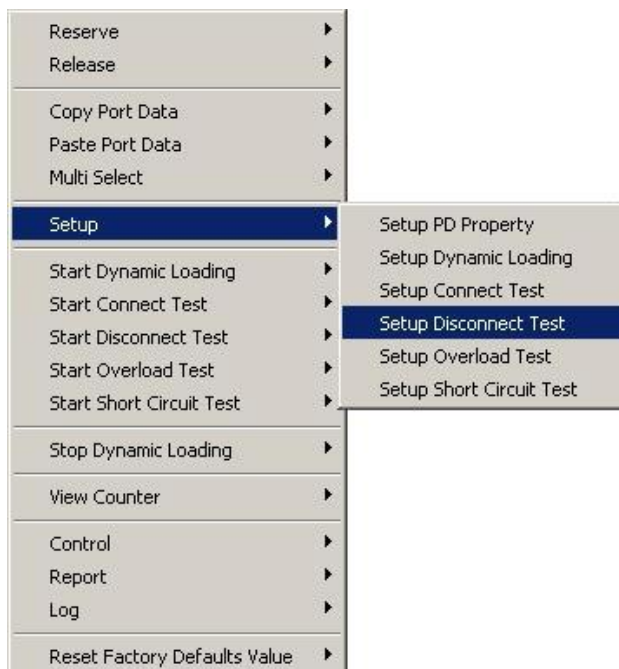 Reserve
Release
Copy Port Data
Paste Port Data
Multi Select
Setup
Start Dynamic Loading
Start Connect Test
Start Disconnect Test
Start Overload Test
Start Short Circuit Test
Stop Dynamic Loading
View Counter
Control
Report
Log
Reset Factory Defaults Value
Setup PD Property
Setup Dynamic Loading
Setup Connect Test
Setup Disconnect Test
Setup Overload Test
Setup Short Circuit Test